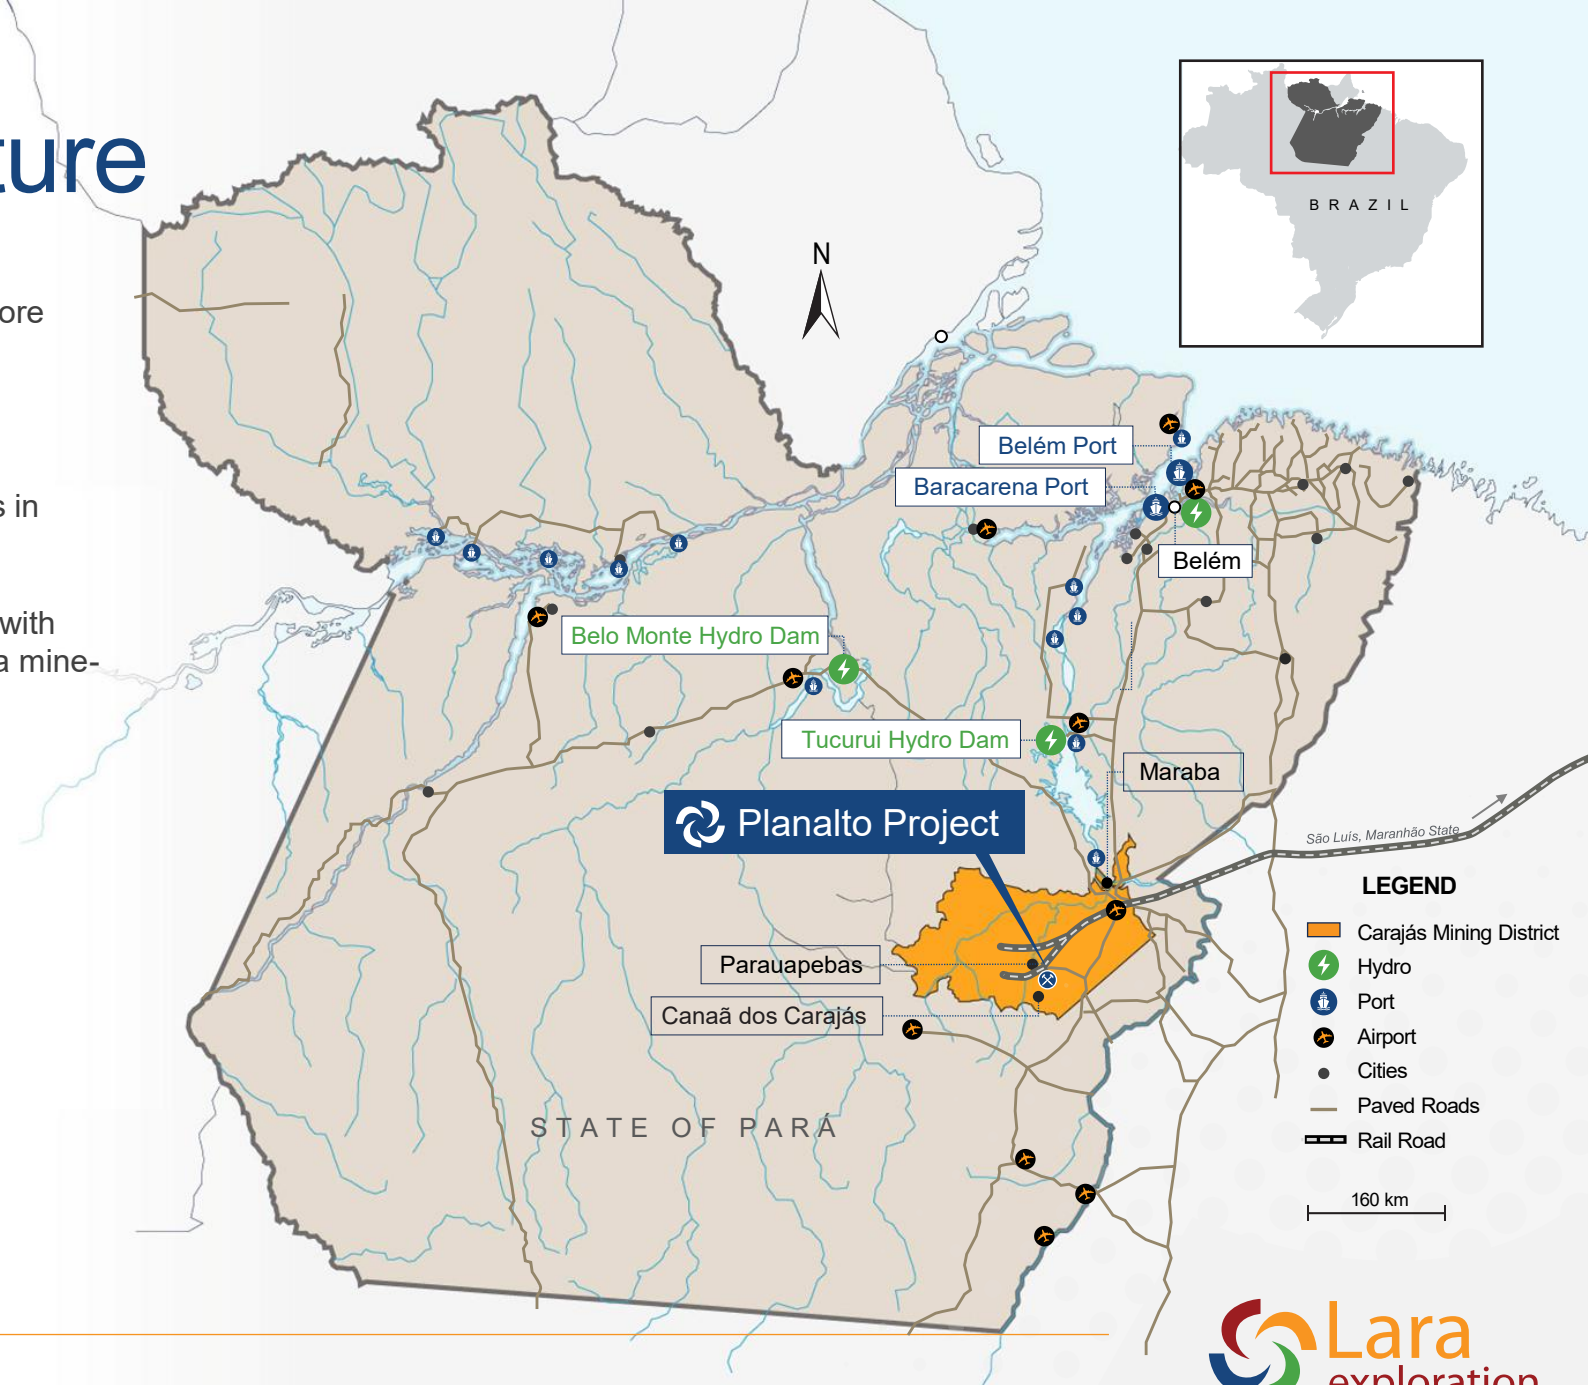 ture
ore
s in
with
a mine-
BRAZIL
N
Belém Port
Baracarena Port
Belém
Belo Monte Hydro Dam
Tucurui Hydro Dam
Maraba
Planalto Project
São Luís, Maranhão State
Parauapebas
Canaã dos Carajás
STATE OF PARÁ
LEGEND
Carajás Mining District
Hydro
Port
Airport
Cities
Paved Roads
Rail Road
160 km
Lara
exploration